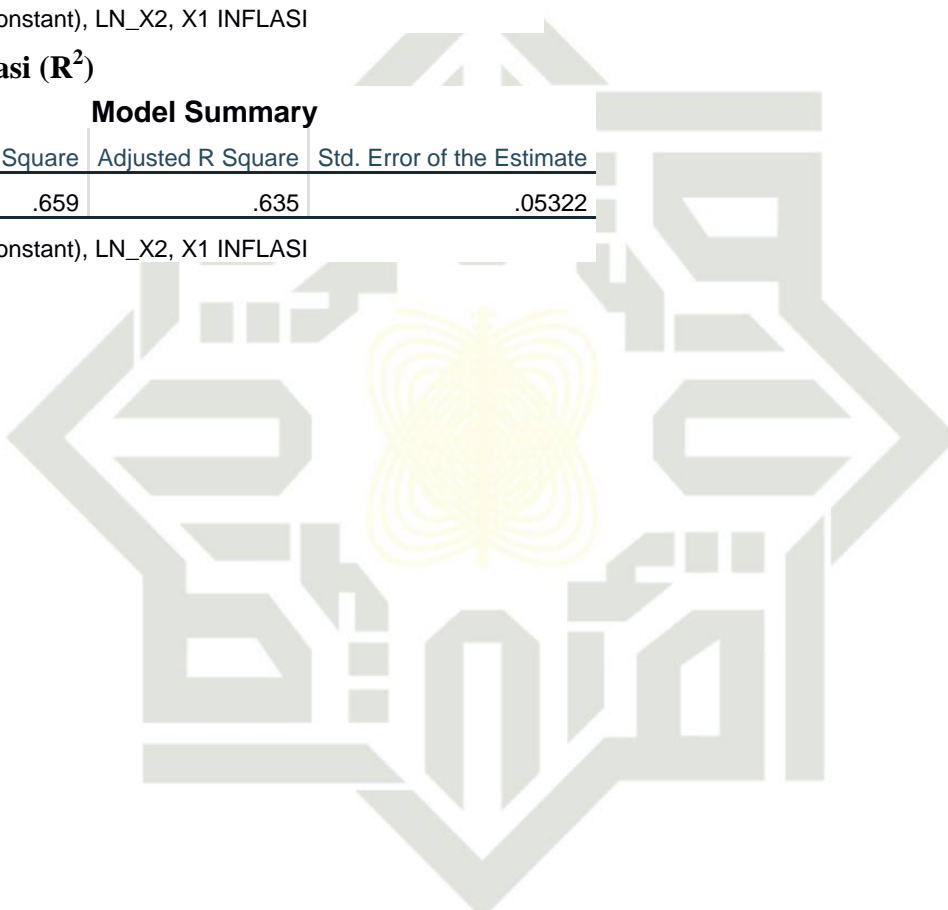 onstant), LN_X2, X1 INFLASI
asi (R²)
Model Summary
Square Adjusted R Square Std. Error of the Estimate
.659 .635 .05322
onstant), LN_X2, X1 INFLASI